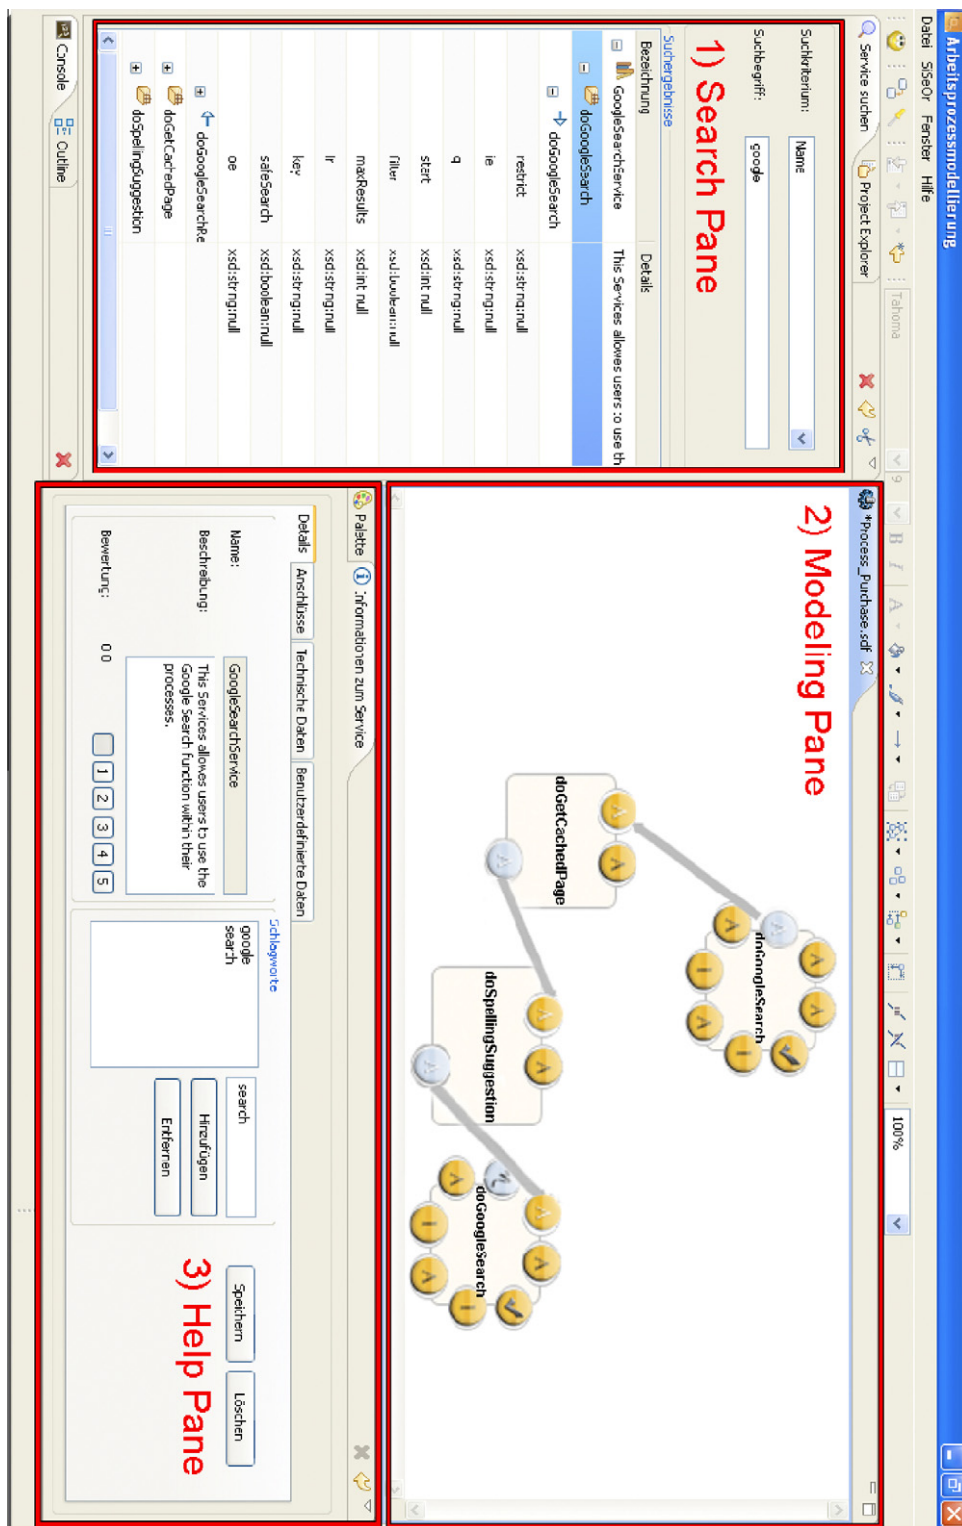 Arbeitsprozessmodellierung
Datei SiSeOr Fenster Hilfe
Tahoma 9 B I A 100%
Service suchen Project Explorer
Suchkriterium: Name
Suchbegriff: google
1) Search Pane
Suchergebnisse
Bezeichnung Details
GoogleSearchService This Services allowes users to use th
doGoogleSearch
doGoogleSearch
restrict xsd:string:null
ie xsd:string:null
q xsd:string:null
start xsd:int null
filter xsd:boolean:null
maxResults xsd:int null
lr xsd:string:null
key xsd:string:null
safeSearch xsd:boolean:null
oe xsd:string:null
doGoogleSearchRe
doGetCachedPage
doSpellingSuggestion
Console Outline
*Process_Purchase.sdf
2) Modeling Pane
doGoogleSearch
doGetCachedPage
doSpellingSuggestion
doGoogleSearch
Palette Informationen zum Service
Details Anschlüsse Technische Daten Benutzerdefinierte Daten
Name: GoogleSearchService
Beschreibung: This Services allowes users to use the
Google Search function within their
processes.
Bewertung: 0.0 1 2 3 4 5
Schlagworte
google
search
search
Hinzufügen
Entfernen
Speichern Löschen
3) Help Pane